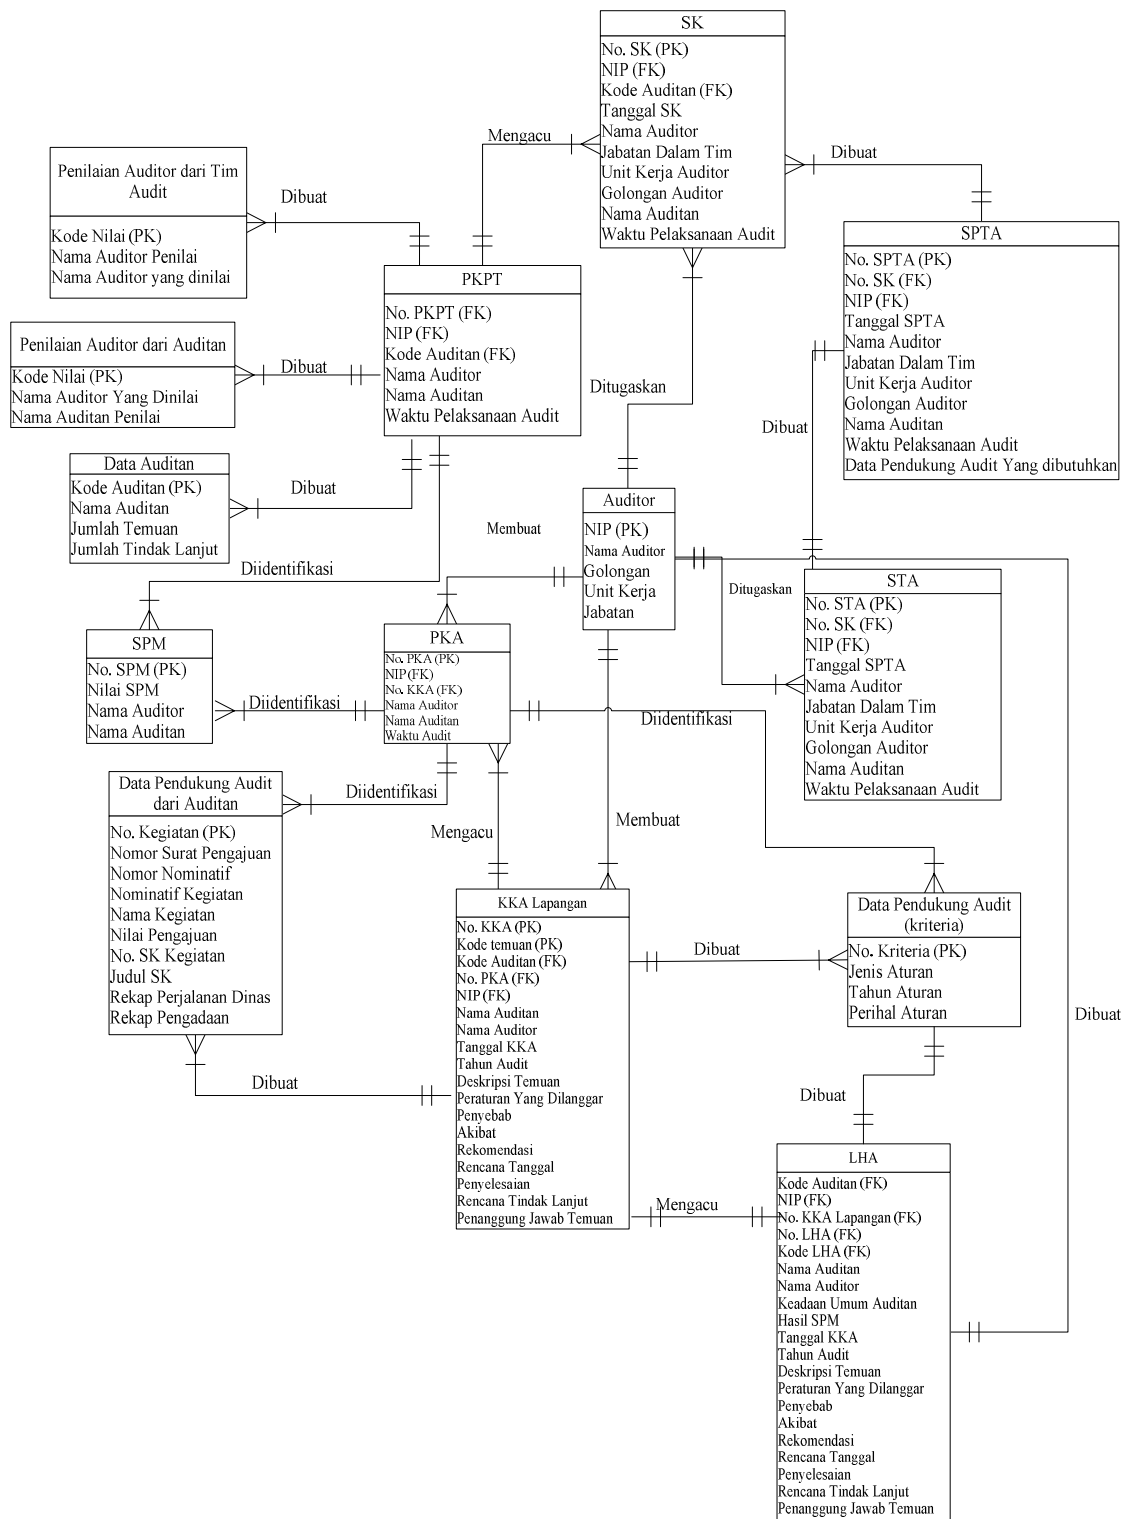 SK
No. SK (PK)
NIP (FK)
Kode Auditan (FK)
Tanggal SK
Nama Auditor
Jabatan Dalam Tim
Unit Kerja Auditor
Golongan Auditor
Nama Auditan
Waktu Pelaksanaan Audit
Mengacu
Dibuat
Penilaian Auditor dari Tim
Audit
Kode Nilai (PK)
Nama Auditor Penilai
Nama Auditor yang dinilai
Dibuat
SPTA
No. SPTA (PK)
No. SK (FK)
NIP (FK)
Tanggal SPTA
Nama Auditor
Jabatan Dalam Tim
Unit Kerja Auditor
Golongan Auditor
Nama Auditan
Waktu Pelaksanaan Audit
Data Pendukung Audit Yang dibutuhkan
PKPT
No. PKPT (FK)
NIP (FK)
Kode Auditan (FK)
Nama Auditor
Nama Auditan
Waktu Pelaksanaan Audit
Penilaian Auditor dari Auditan
Kode Nilai (PK)
Nama Auditor Yang Dinilai
Nama Auditan Penilai
Dibuat
Ditugaskan
Dibuat
Data Auditan
Kode Auditan (PK)
Nama Auditan
Jumlah Temuan
Jumlah Tindak Lanjut
Dibuat
Auditor
NIP (PK)
Nama Auditor
Golongan
Unit Kerja
Jabatan
Membuat
Diidentifikasi
Ditugaskan
STA
No. STA (PK)
No. SK (FK)
NIP (FK)
Tanggal SPTA
Nama Auditor
Jabatan Dalam Tim
Unit Kerja Auditor
Golongan Auditor
Nama Auditan
Waktu Pelaksanaan Audit
SPM
No. SPM (PK)
Nilai SPM
Nama Auditor
Nama Auditan
Diidentifikasi
PKA
No. PKA (PK)
NIP (FK)
No. KKA (FK)
Nama Auditor
Nama Auditan
Waktu Audit
Diidentifikasi
Data Pendukung Audit
dari Auditan
No. Kegiatan (PK)
Nomor Surat Pengajuan
Nomor Nominatif
Nominatif Kegiatan
Nama Kegiatan
Nilai Pengajuan
No. SK Kegiatan
Judul SK
Rekap Perjalanan Dinas
Rekap Pengadaan
Diidentifikasi
Mengacu
Membuat
KKA Lapangan
No. KKA (PK)
Kode temuan (PK)
Kode Auditan (FK)
No. PKA (FK)
NIP (FK)
Nama Auditan
Nama Auditor
Tanggal KKA
Tahun Audit
Deskripsi Temuan
Peraturan Yang Dilanggar
Penyebab
Akibat
Rekomendasi
Rencana Tanggal
Penyelesaian
Rencana Tindak Lanjut
Penanggung Jawab Temuan
Dibuat
Data Pendukung Audit
(kriteria)
No. Kriteria (PK)
Jenis Aturan
Tahun Aturan
Perihal Aturan
Dibuat
Dibuat
Dibuat
Mengacu
LHA
Kode Auditan (FK)
NIP (FK)
No. KKA Lapangan (FK)
No. LHA (FK)
Kode LHA (FK)
Nama Auditan
Nama Auditor
Keadaan Umum Auditan
Hasil SPM
Tanggal KKA
Tahun Audit
Deskripsi Temuan
Peraturan Yang Dilanggar
Penyebab
Akibat
Rekomendasi
Rencana Tanggal
Penyelesaian
Rencana Tindak Lanjut
Penanggung Jawab Temuan